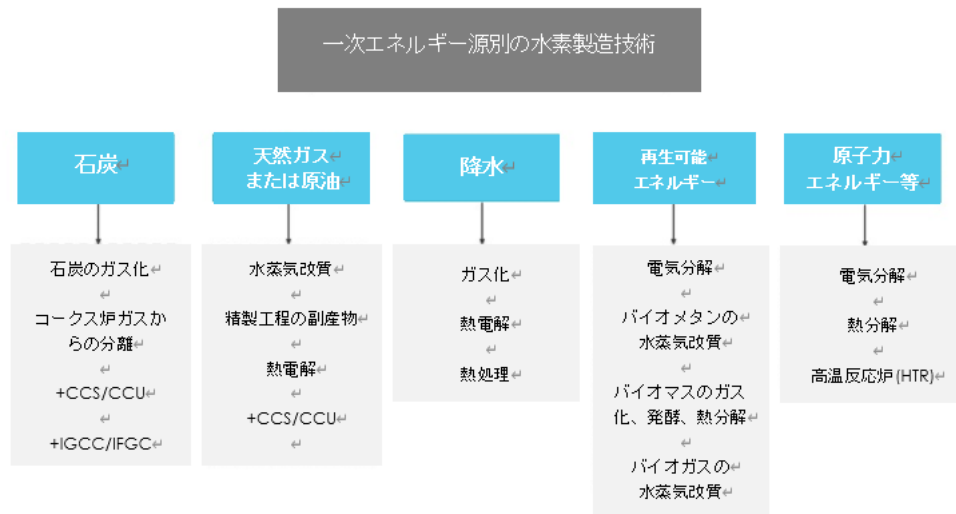 一次エネルギー源別の水素製造技術
石炭
天然ガス
または原油
降水
再生可能
エネルギー
原子力
エネルギー等
石炭のガス化
コークス炉ガスか
らの分離
+CCS/CCU
+IGCC/IFGC
水蒸気改質
精製工程の副産物
熱電解
+CCS/CCU
ガス化
熱電解
熱処理
電気分解
バイオメタンの
水蒸気改質
バイオマスのガス
化、発酵、熱分解
バイオガスの
水蒸気改質
電気分解
熱分解
高温反応炉(HTR)